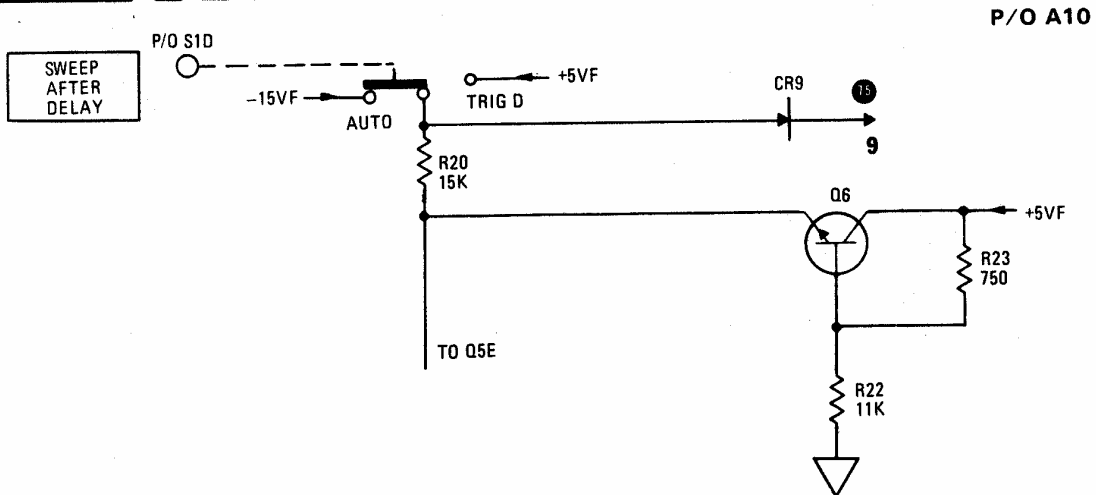 P/O A10
P/O S1D
SWEEP
AFTER
DELAY
+5VF
-15VF
TRIG D
AUTO
CR9
75
9
R20
15K
Q6
+5VF
R23
750
TO Q5E
R22
11K